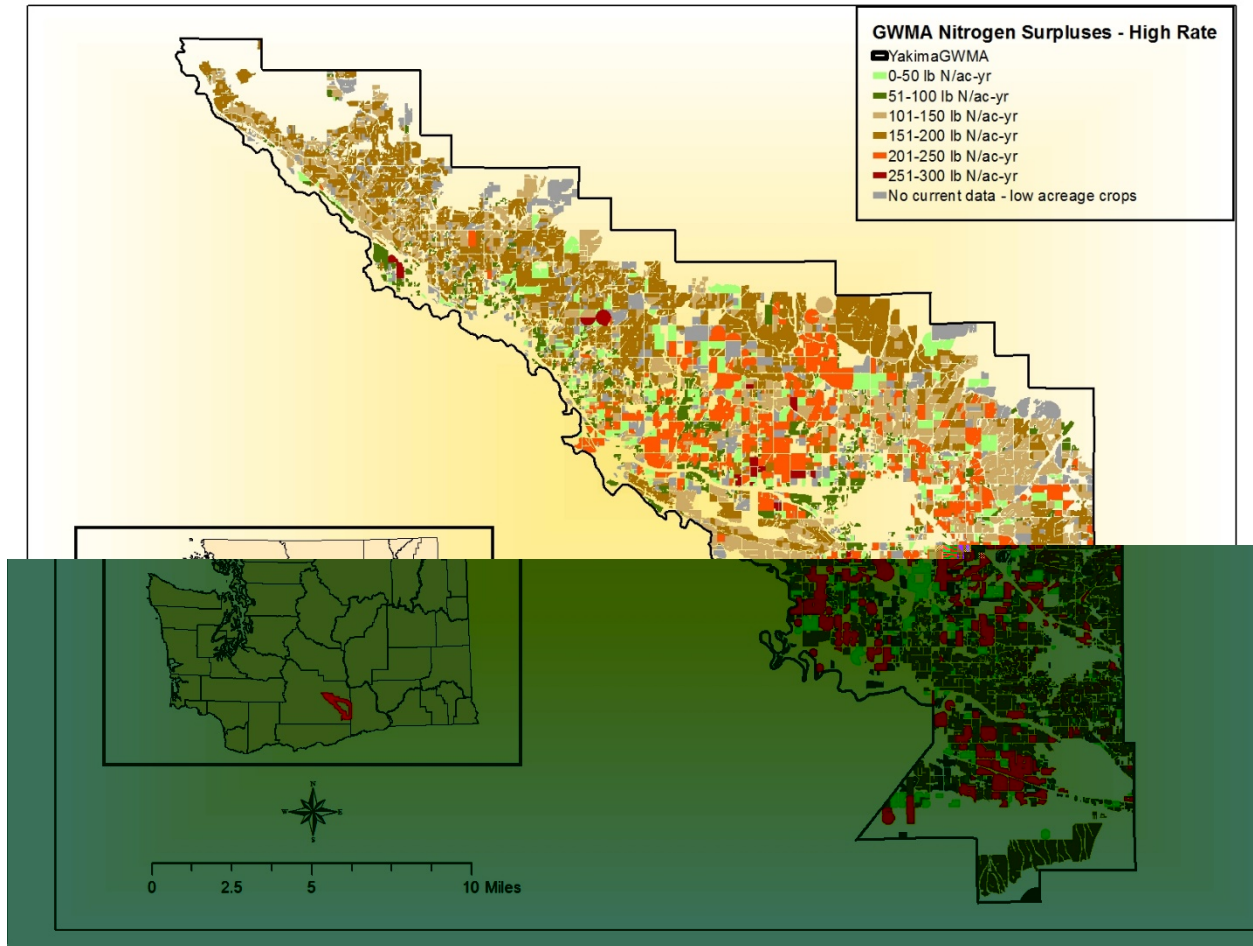 GWMA Nitrogen Surpluses - High Rate
YakimaGWMA
0-50 lb N/ac-yr
51-100 lb N/ac-yr
101-150 lb N/ac-yr
151-200 lb N/ac-yr
201-250 lb N/ac-yr
251-300 lb N/ac-yr
No current data - low acreage crops
N
W E
S
0 2.5 5 10 Miles